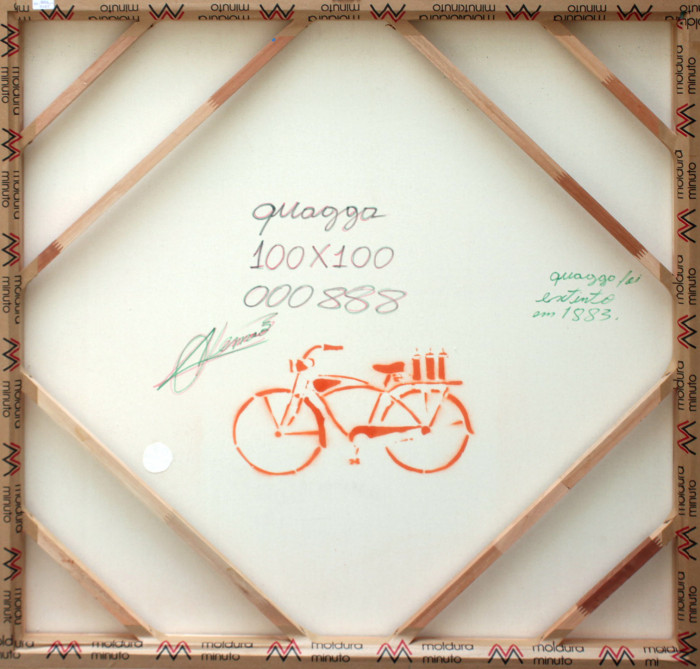 moldura minuto
quagga
100X100
000888
quagga foi
extinto
em 1883.